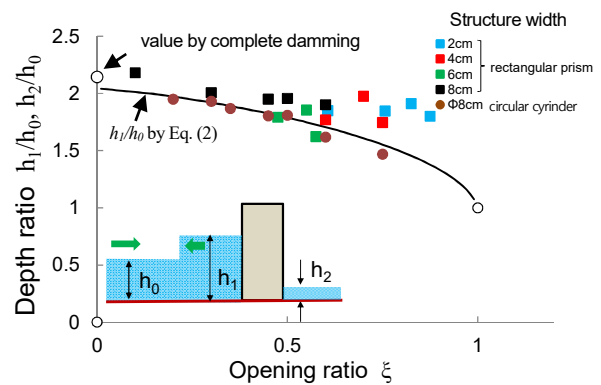 Structure width
2cm
4cm
6cm
8cm
rectangular prism
Φ8cm circular cyrinder
value by complete damming
h₁/h₀ by Eq. (2)
Depth ratio h₁/h₀, h₂/h₀
2.5
2
1.5
1
0.5
0
h₀
h₁
h₂
0
0.5
1
Opening ratio ξ